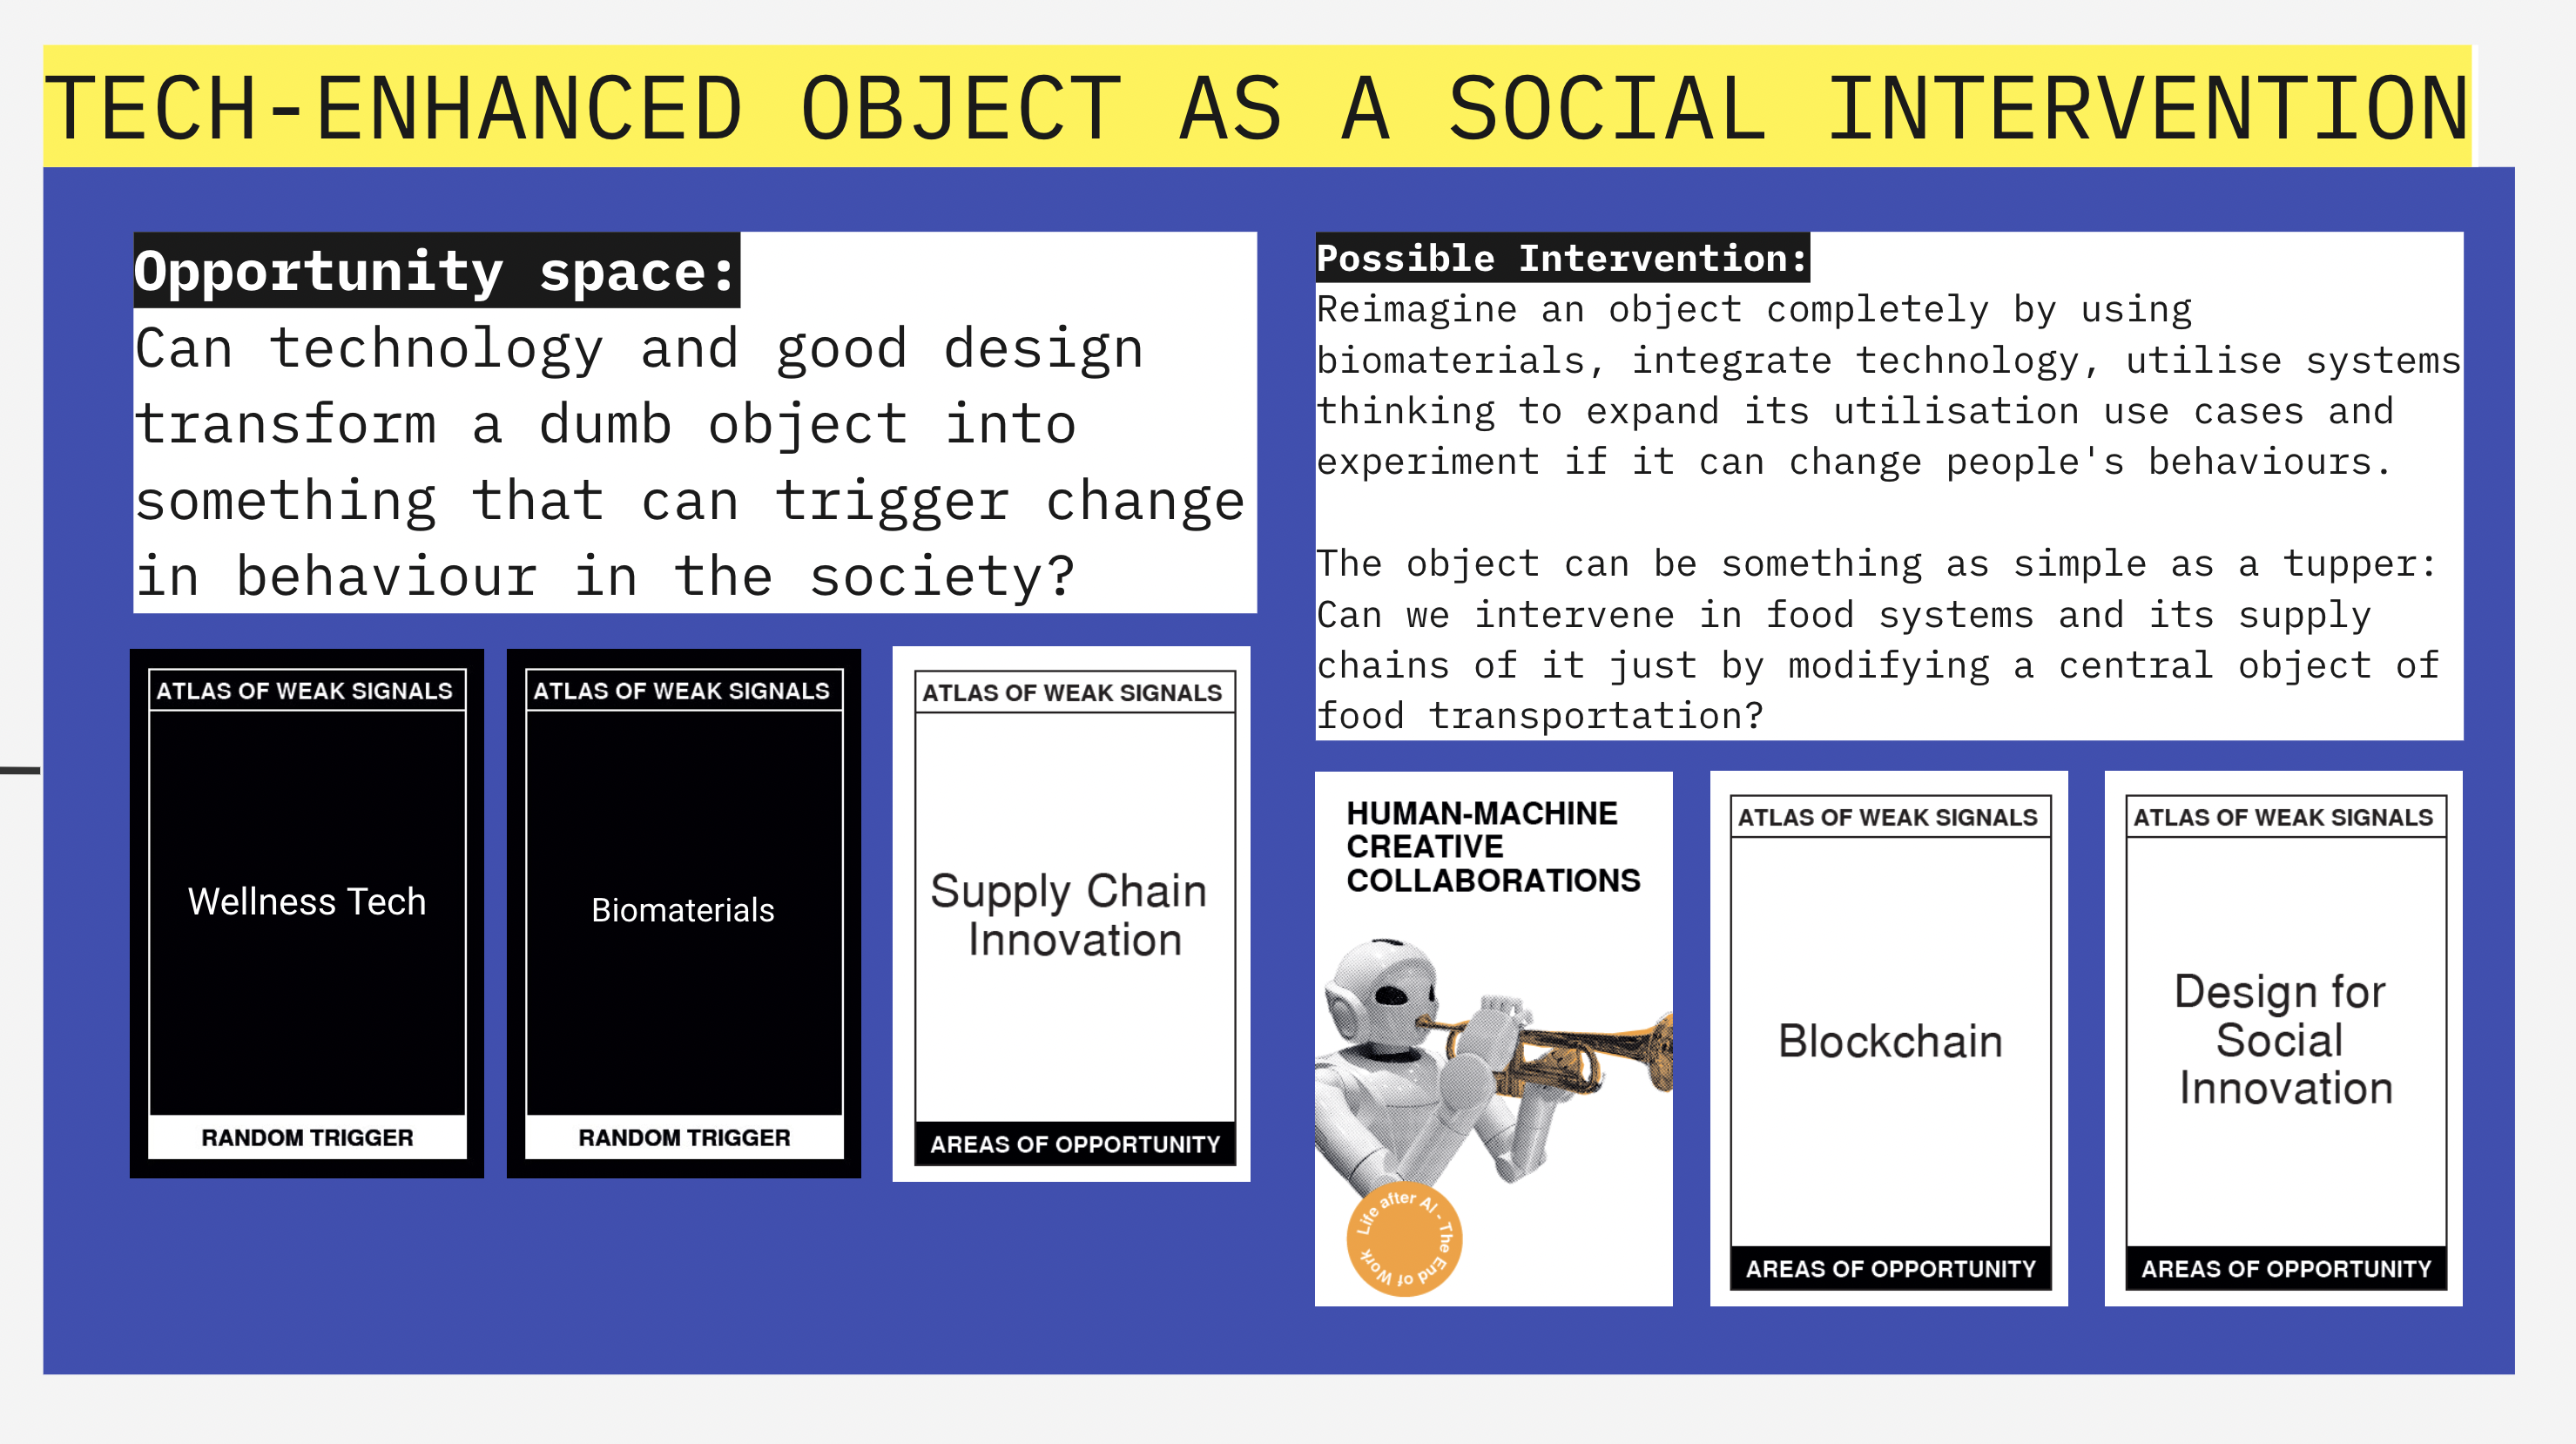 TECH-ENHANCED OBJECT AS A SOCIAL INTERVENTION
Opportunity space:
Can technology and good design
transform a dumb object into
something that can trigger change
in behaviour in the society?
ATLAS OF WEAK SIGNALS
Wellness Tech
RANDOM TRIGGER
ATLAS OF WEAK SIGNALS
Biomaterials
RANDOM TRIGGER
ATLAS OF WEAK SIGNALS
Supply Chain
Innovation
AREAS OF OPPORTUNITY
Possible Intervention:
Reimagine an object completely by using
biomaterials, integrate technology, utilise systems
thinking to expand its utilisation use cases and
experiment if it can change people's behaviours.
The object can be something as simple as a tupper:
Can we intervene in food systems and its supply
chains of it just by modifying a central object of
food transportation?
HUMAN-MACHINE
CREATIVE
COLLABORATIONS
Life after AI - The End of Work
ATLAS OF WEAK SIGNALS
Blockchain
AREAS OF OPPORTUNITY
ATLAS OF WEAK SIGNALS
Design for
Social
Innovation
AREAS OF OPPORTUNITY